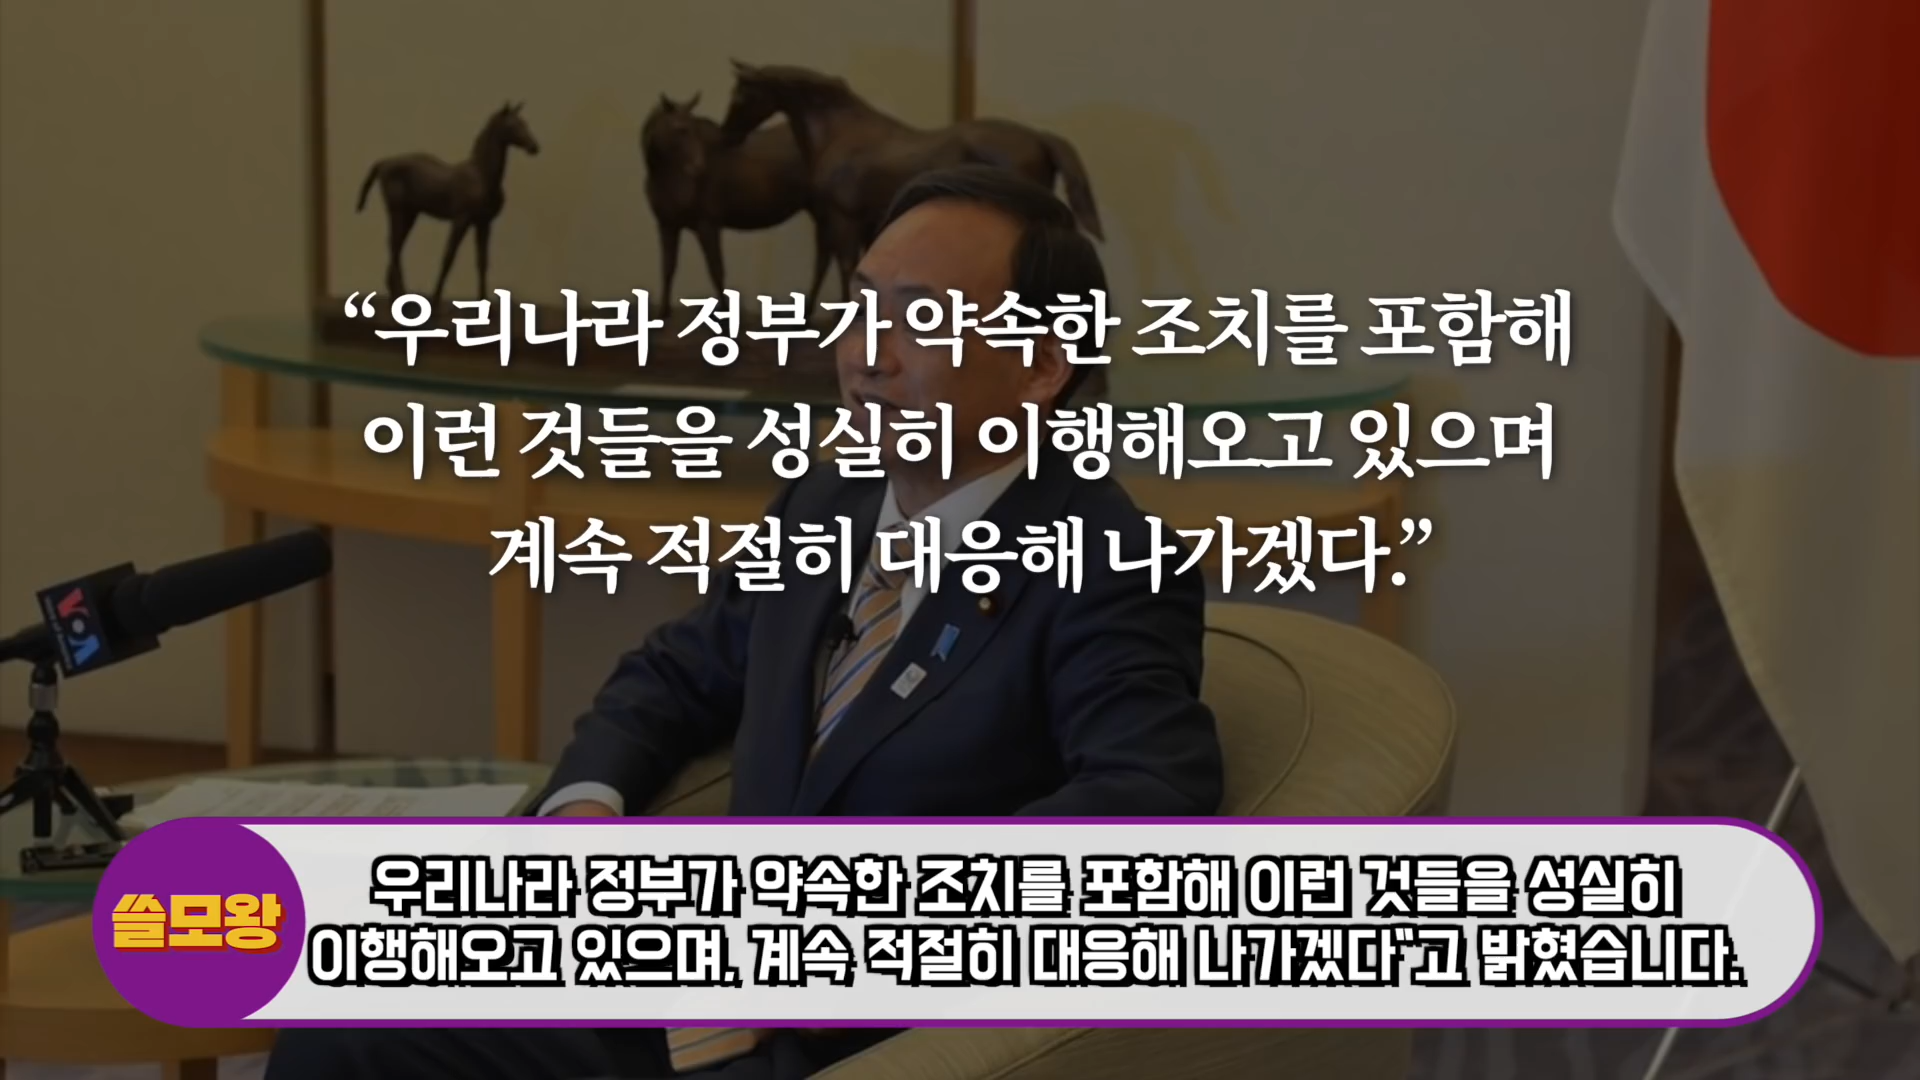 “우리나라 정부가 약속한 조치를 포함해
이런 것들을 성실히 이행해오고 있으며
계속 적절히 대응해 나가겠다.”
VOA
쓸모왕
우리나라 정부가 약속한 조치를 포함해 이런 것들을 성실히
이행해오고 있으며, 계속 적절히 대응해 나가겠다"고 밝혔습니다.